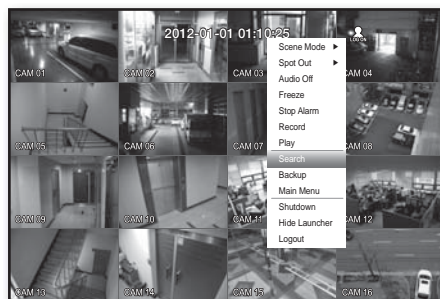 2012-01-01 01:10:25
LOG ON
CAM 01
CAM 02
CAM 03
CAM 04
Scene Mode
Spot Out
Audio Off
Freeze
Stop Alarm
Record
Play
Search
Backup
Main Menu
Shutdown
Hide Launcher
Logout
CAM 05
CAM 06
CAM 07
CAM 08
CAM 09
CAM 10
CAM 11
CAM 12
CAM 13
CAM 14
CAM 15
CAM 16